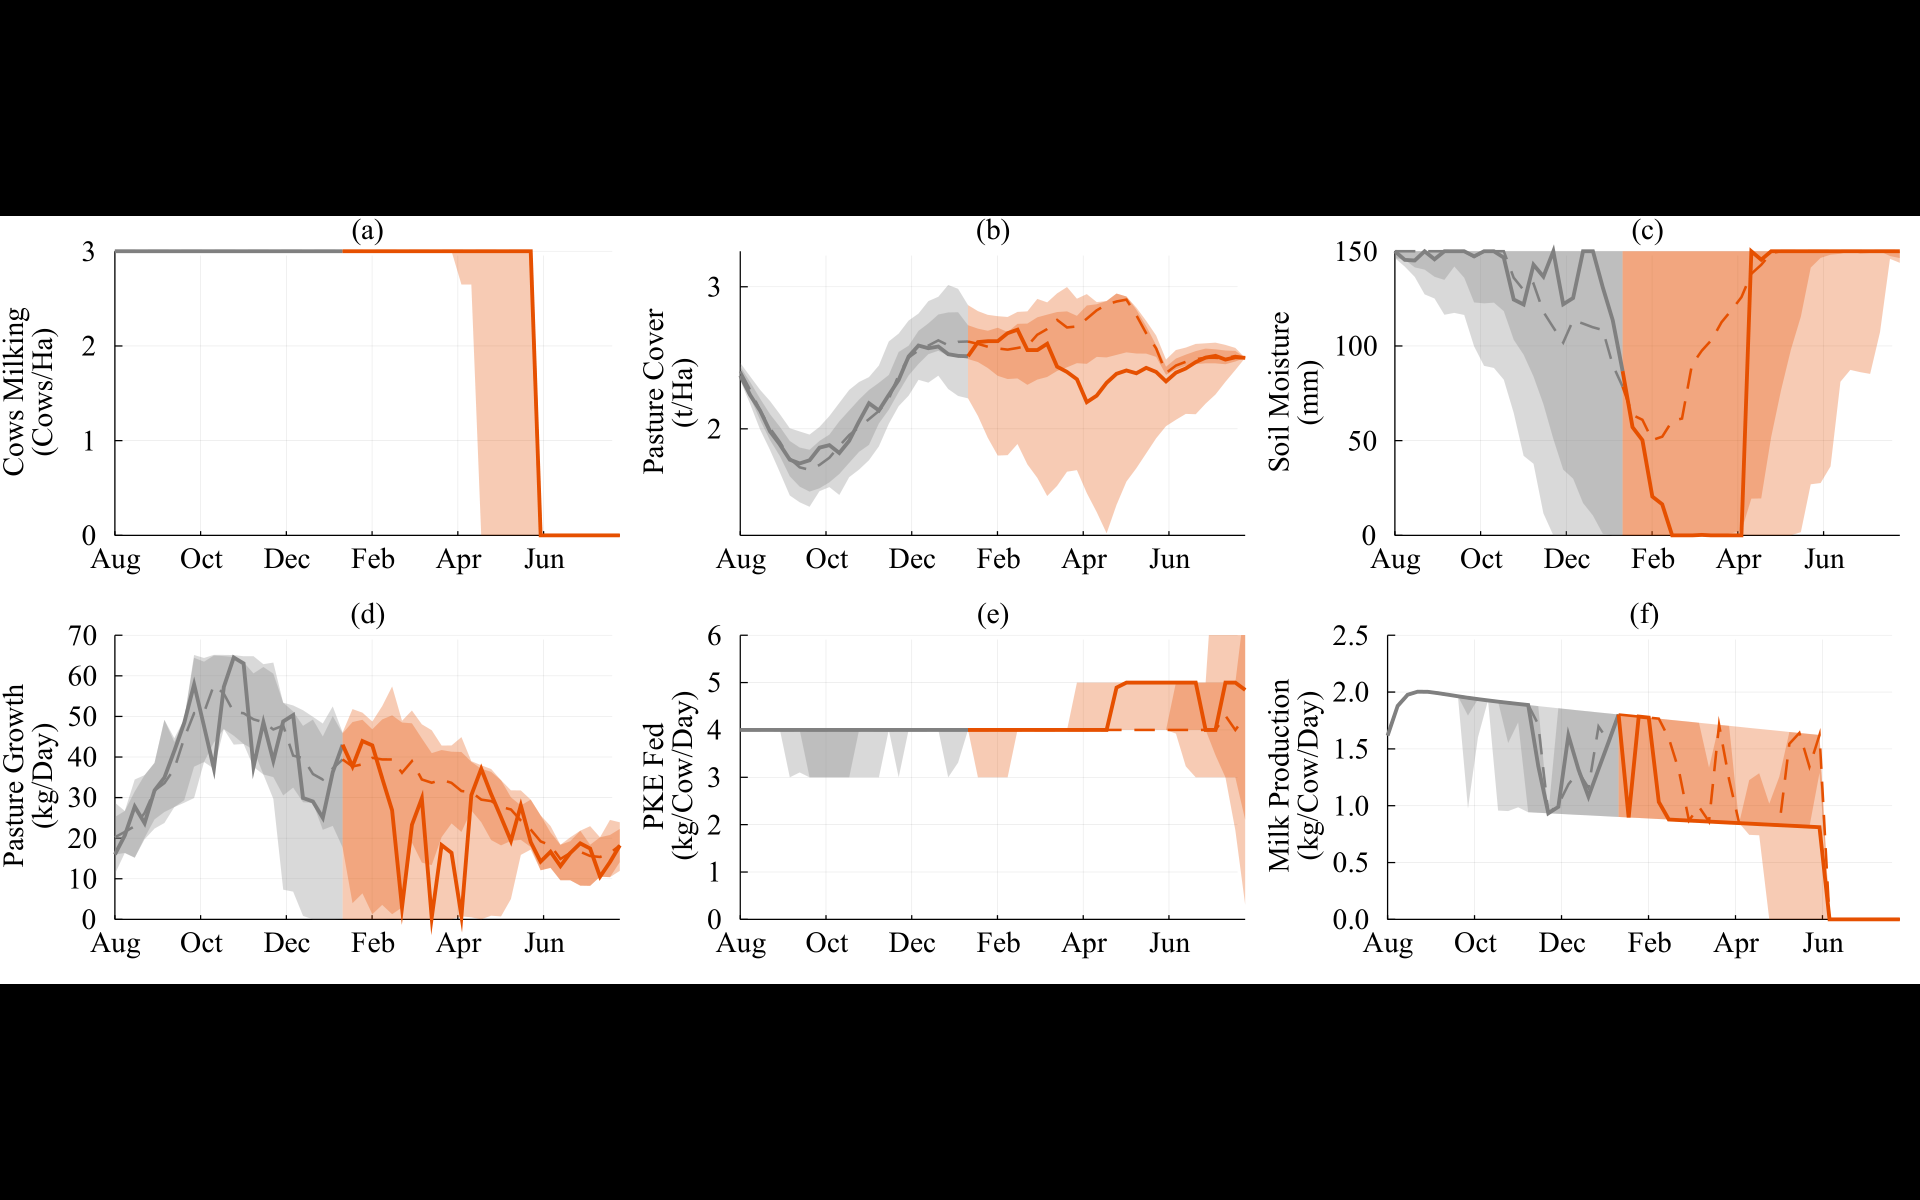 (a)
Cows Milking
(Cows/Ha)
3
2
1
0
Aug Oct Dec Feb Apr Jun
(b)
Pasture Cover
(t/Ha)
3
2
Aug Oct Dec Feb Apr Jun
(c)
Soil Moisture
(mm)
150
100
50
0
Aug Oct Dec Feb Apr Jun
(d)
Pasture Growth
(kg/Day)
70
60
50
40
30
20
10
0
Aug Oct Dec Feb Apr Jun
(e)
PKE Fed
(kg/Cow/Day)
6
5
4
3
2
1
0
Aug Oct Dec Feb Apr Jun
(f)
Milk Production
(kg/Cow/Day)
2.5
2.0
1.5
1.0
0.5
0.0
Aug Oct Dec Feb Apr Jun